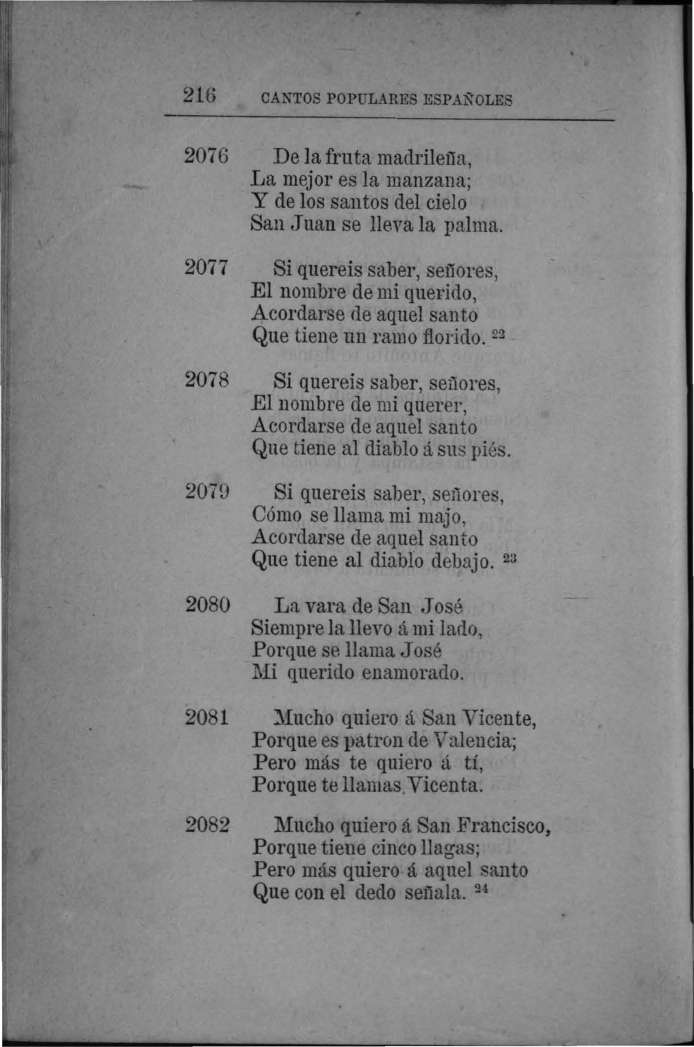 216 CANTOS POPULARES ESPAÑOLES
2076 De la fruta madrileña,
La mejor es la manzana;
Y de los santos del cielo
San Juan se lleva la palma.
2077 Si quereis saber, señores,
El nombre de mi querido,
Acordarse de aquel santo
Que tiene un ramo florido. 23
2078 Si quereis saber, señores,
El nombre de mi querer,
Acordarse de aquel santo
Que tiene al diablo á sus piés.
2079 Si quereis saber, señores,
Cómo se llama mi majo,
Acordarse de aquel santo
Que tiene al diablo debajo. 23
2080 La vara de San José
Siempre la llevo á mi lado,
Porque se llama José
Mi querido enamorado.
2081 Mucho quiero á San Vicente,
Porque es patron de Valencia;
Pero más te quiero á tí,
Porque te llamas Vicenta.
2082 Mucho quiero á San Francisco,
Porque tiene cinco llagas;
Pero más quiero á aquel santo
Que con el dedo señala. 24